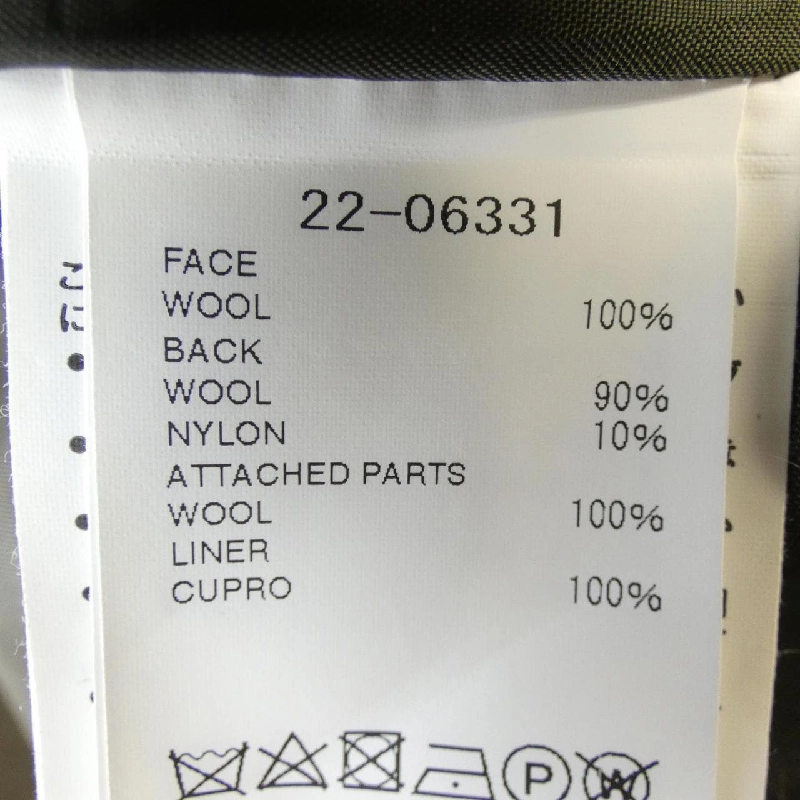 22-06331
FACE
WOOL 100%
BACK
WOOL 90%
NYLON 10%
ATTACHED PARTS
WOOL 100%
LINER
CUPRO 100%
P W